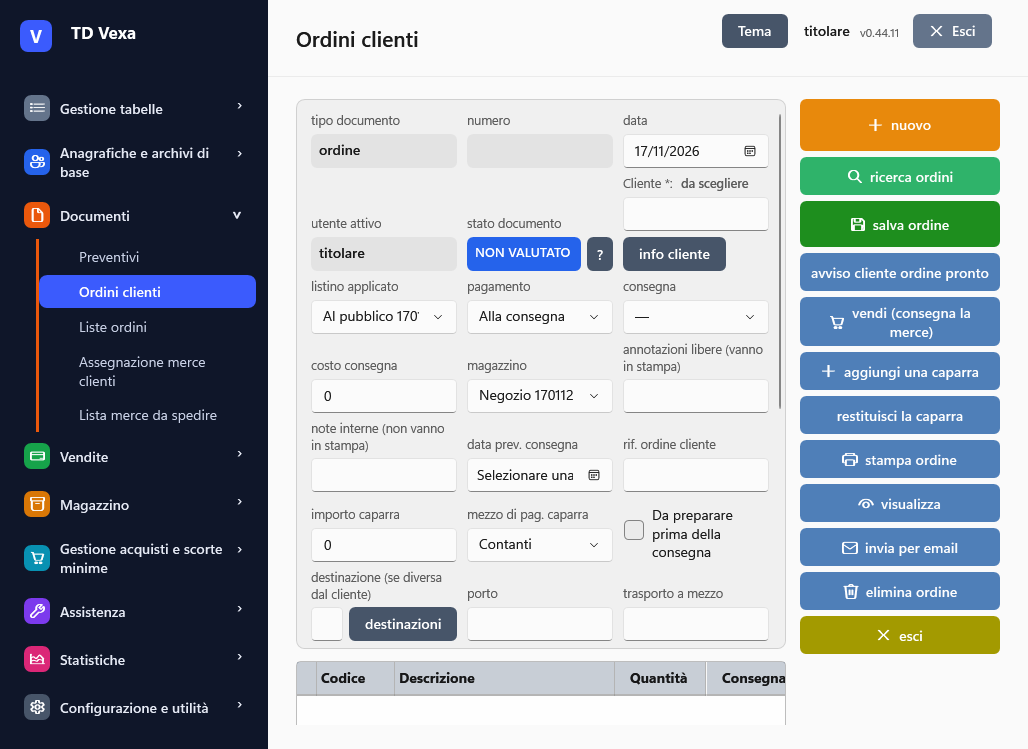 V
TD Vexa
Gestione tabelle
Anagrafiche e archivi di
base
Documenti
Preventivi
Ordini clienti
Liste ordini
Assegnazione merce
clienti
Lista merce da spedire
Vendite
Magazzino
Gestione acquisti e scorte
minime
Assistenza
Statistiche
Configurazione e utilità
Ordini clienti
Tema
titolare
v0.44.11
Esci
tipo documento
numero
data
ordine
17/11/2026
Cliente *: da scegliere
utente attivo
stato documento
titolare
NON VALUTATO
?
info cliente
listino applicato
pagamento
consegna
Al pubblico 170
Alla consegna
—
costo consegna
magazzino
annotazioni libere (vanno
in stampa)
0
Negozio 170112
note interne (non vanno
in stampa)
data prev. consegna
rif. ordine cliente
Selezionare una
importo caparra
mezzo di pag. caparra
Da preparare
prima della
consegna
0
Contanti
destinazione (se diversa
dal cliente)
porto
trasporto a mezzo
destinazioni
Codice
Descrizione
Quantità
Consegna
nuovo
ricerca ordini
salva ordine
avviso cliente ordine pronto
vendi (consegna la
merce)
aggiungi una caparra
restituisci la caparra
stampa ordine
visualizza
invia per email
elimina ordine
esci